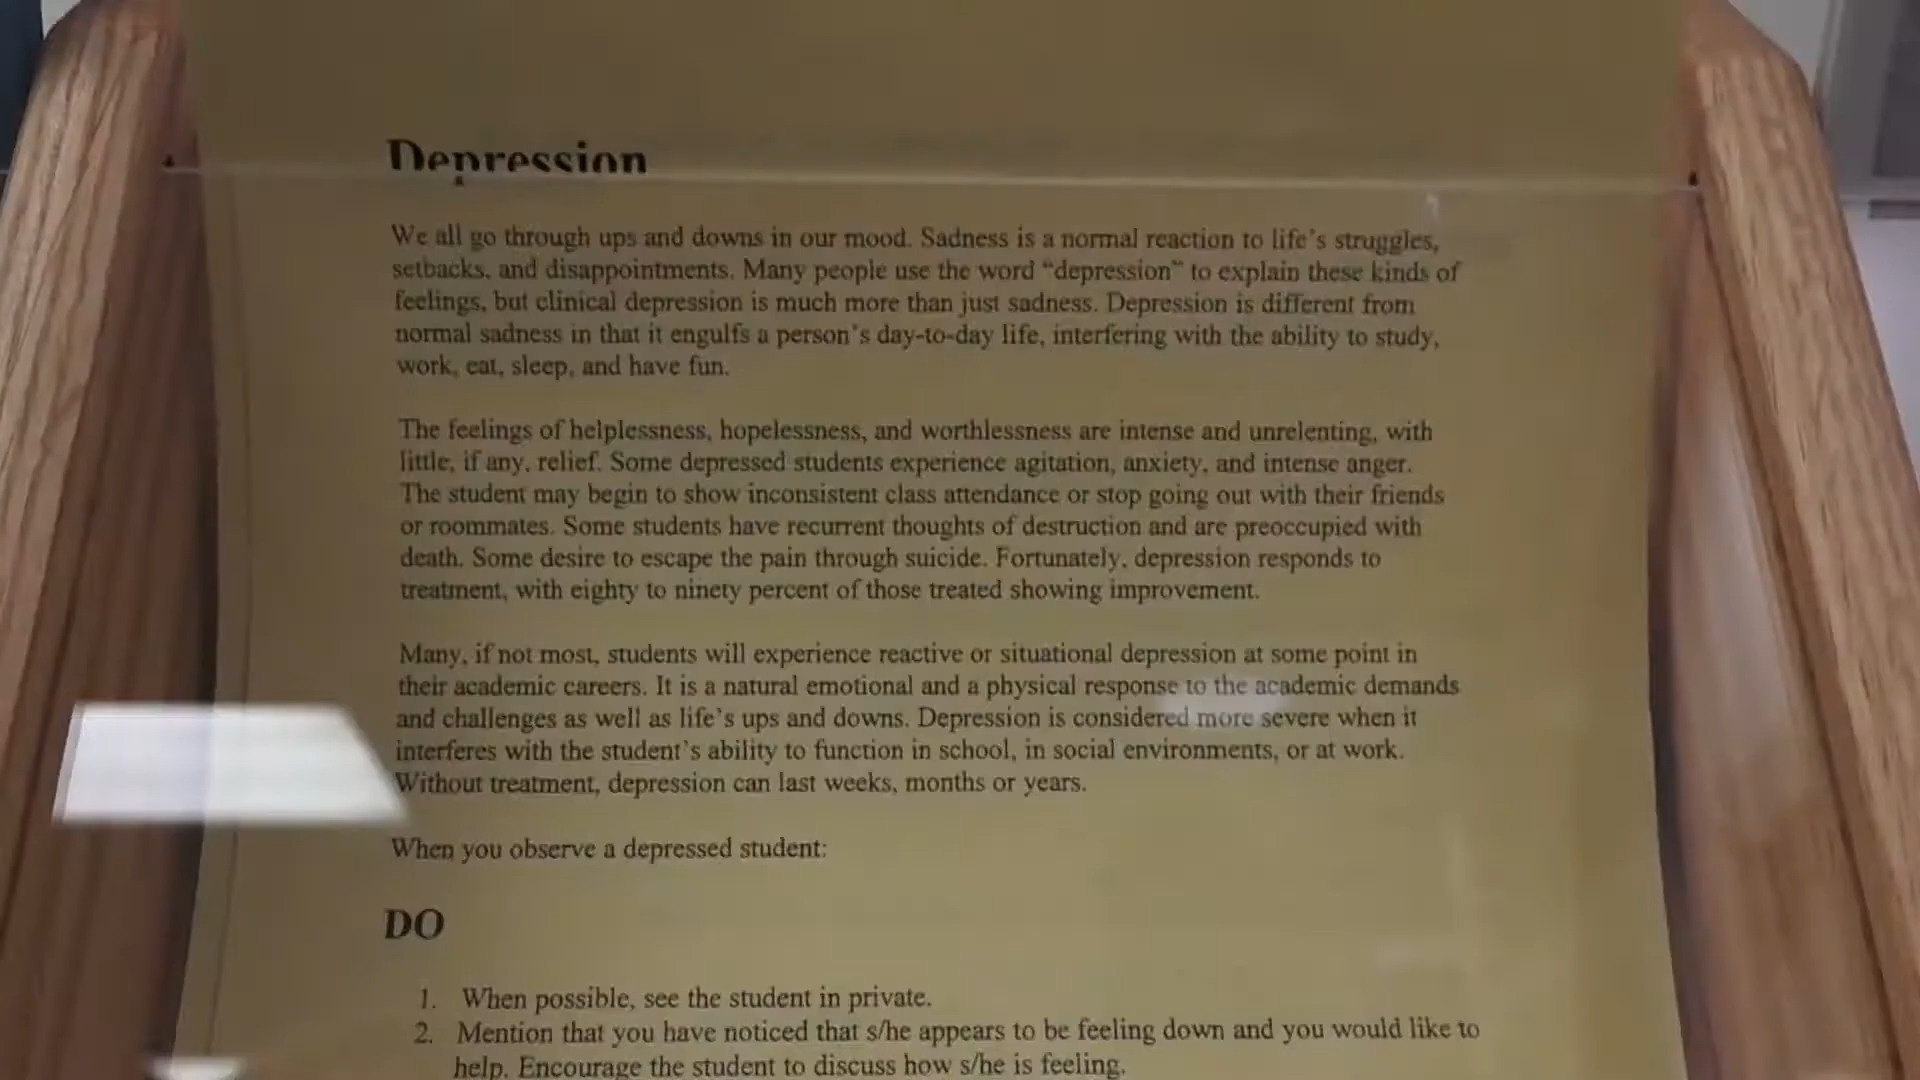 Depression
We all go through ups and downs in our mood. Sadness is a normal reaction to life's struggles,
setbacks, and disappointments. Many people use the word "depression" to explain these kinds of
feelings, but clinical depression is much more than just sadness. Depression is different from
normal sadness in that it engulfs a person's day-to-day life, interfering with the ability to study,
work, eat, sleep, and have fun.
The feelings of helplessness, hopelessness, and worthlessness are intense and unrelenting, with
little, if any, relief. Some depressed students experience agitation, anxiety, and intense anger.
The student may begin to show inconsistent class attendance or stop going out with their friends
or roommates. Some students have recurrent thoughts of destruction and are preoccupied with
death. Some desire to escape the pain through suicide. Fortunately, depression responds to
treatment, with eighty to ninety percent of those treated showing improvement.
Many, if not most, students will experience reactive or situational depression at some point in
their academic careers. It is a natural emotional and a physical response to the academic demands
and challenges as well as life's ups and downs. Depression is considered more severe when it
interferes with the student's ability to function in school, in social environments, or at work.
Without treatment, depression can last weeks, months or years.
When you observe a depressed student:
DO
1. When possible, see the student in private.
2. Mention that you have noticed that s/he appears to be feeling down and you would like to
help. Encourage the student to discuss how s/he is feeling.